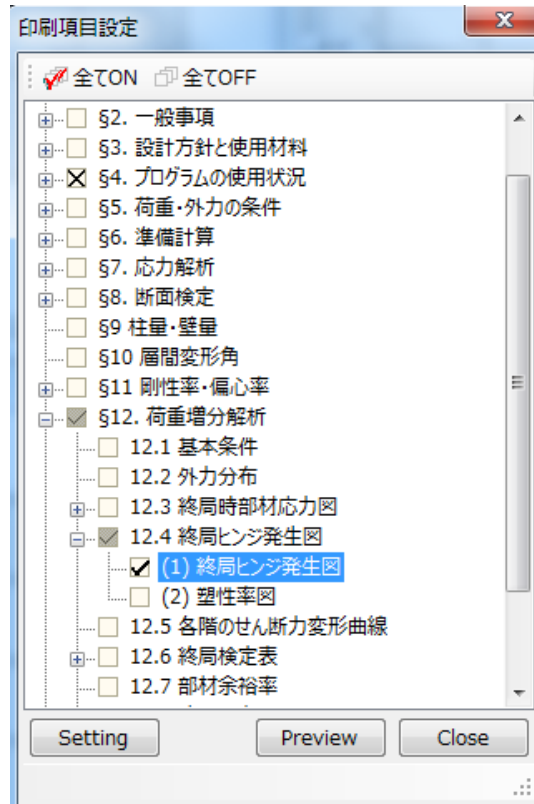 印刷項目設定
全てON 全てOFF
§2. 一般事項
§3. 設計方針と使用材料
§4. プログラムの使用状況
§5. 荷重・外力の条件
§6. 準備計算
§7. 応力解析
§8. 断面検定
§9 柱量・壁量
§10 層間変形角
§11 剛性率・偏心率
§12. 荷重増分解析
12.1 基本条件
12.2 外力分布
12.3 終局時部材応力図
12.4 終局ヒンジ発生図
(1) 終局ヒンジ発生図
(2) 塑性率図
12.5 各階のせん断力変形曲線
12.6 終局検定表
12.7 部材余裕率
Setting Preview Close